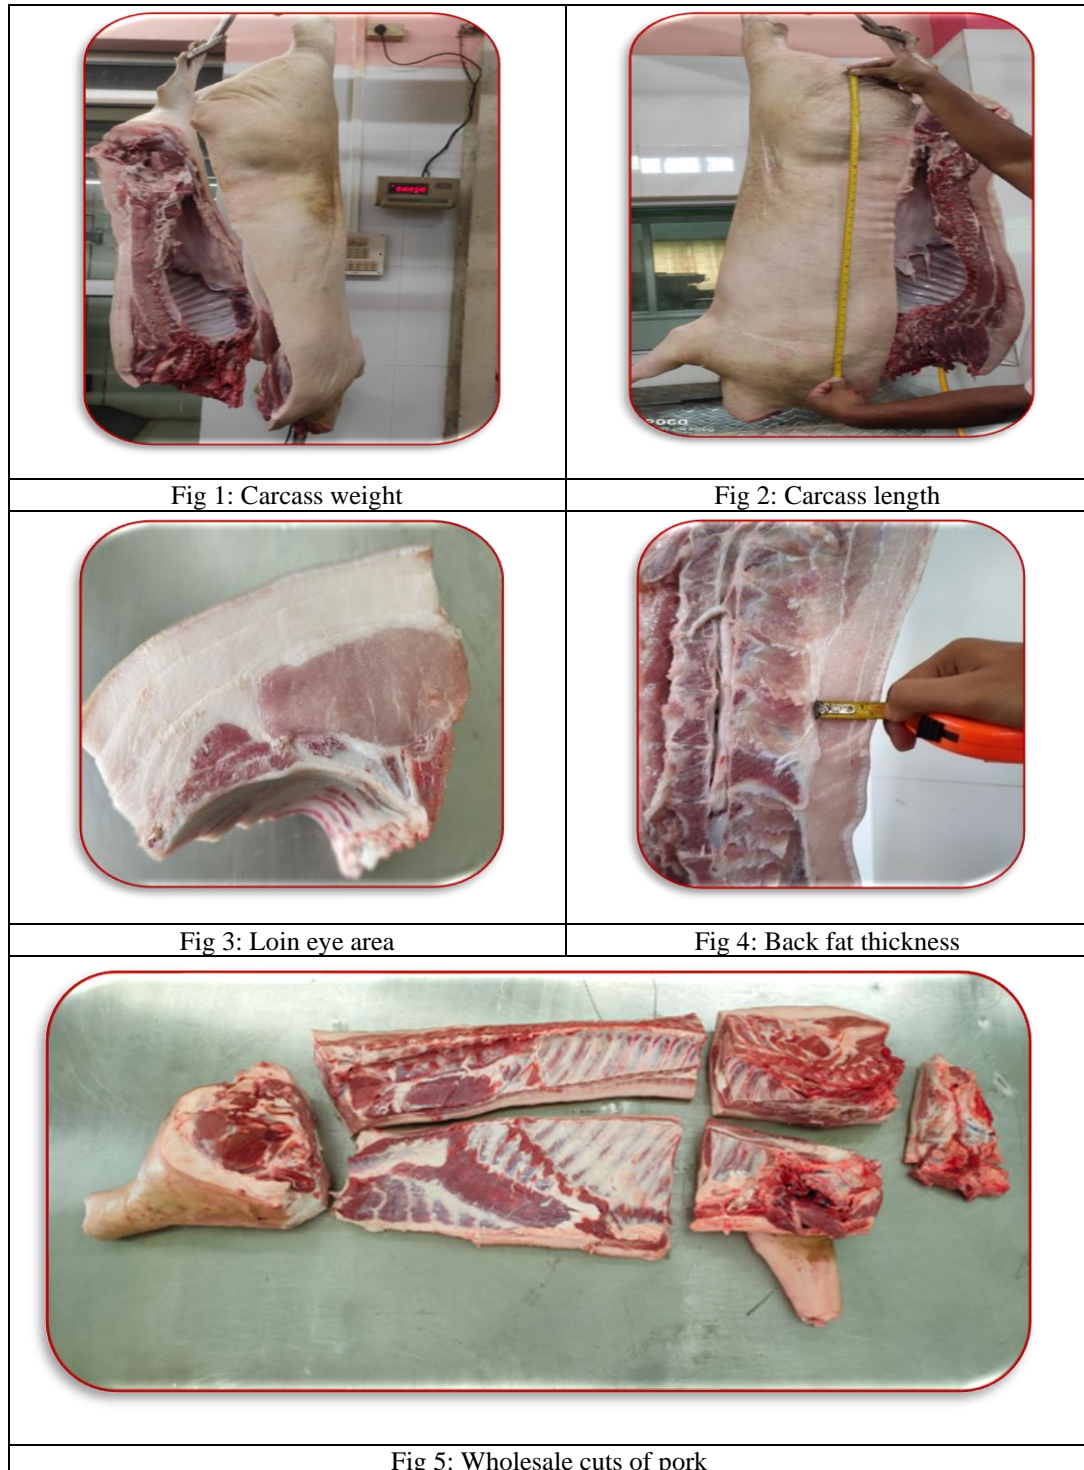 Fig 1: Carcass weight
Fig 2: Carcass length
Fig 3: Loin eye area
Fig 4: Back fat thickness
Fig 5: Wholesale cuts of pork